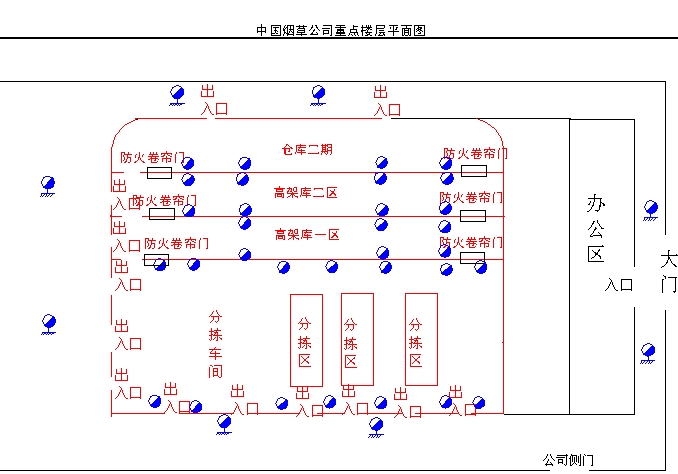 中国烟草公司重点楼层平面图
出
入口
出
入口
仓库二期
防火卷帘门
防火卷帘门
出
入口
高架库二区
防火卷帘门
防火卷帘门
出
入口
高架库一区
防火卷帘门
防火卷帘门
出
入口
办公区
入口
大门
出
入口
分拣车间
分拣区
分拣区
分拣区
出
入口
出
入口
出
入口
出
入口
出
入口
出
入口
出
入口
公司侧门